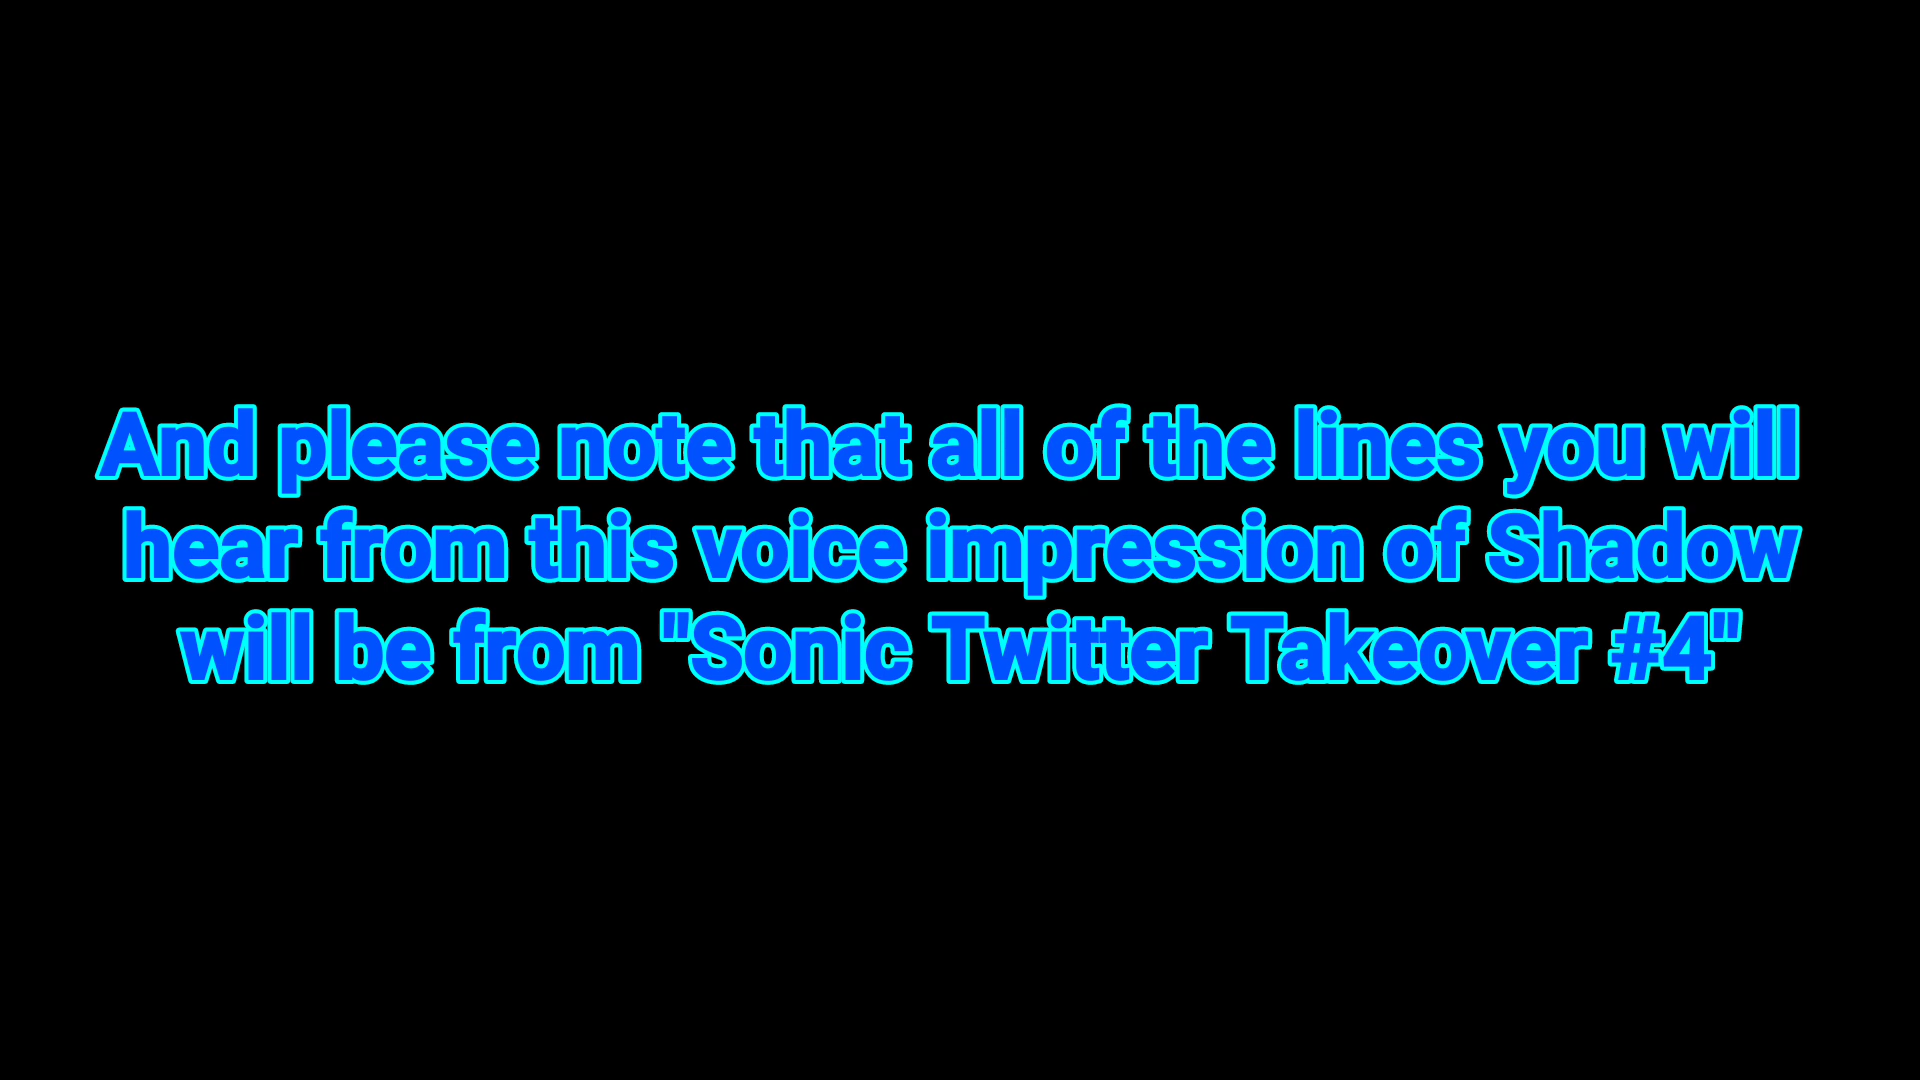 And please note that all of the lines you will
hear from this voice impression of Shadow
will be from "Sonic Twitter Takeover #4"